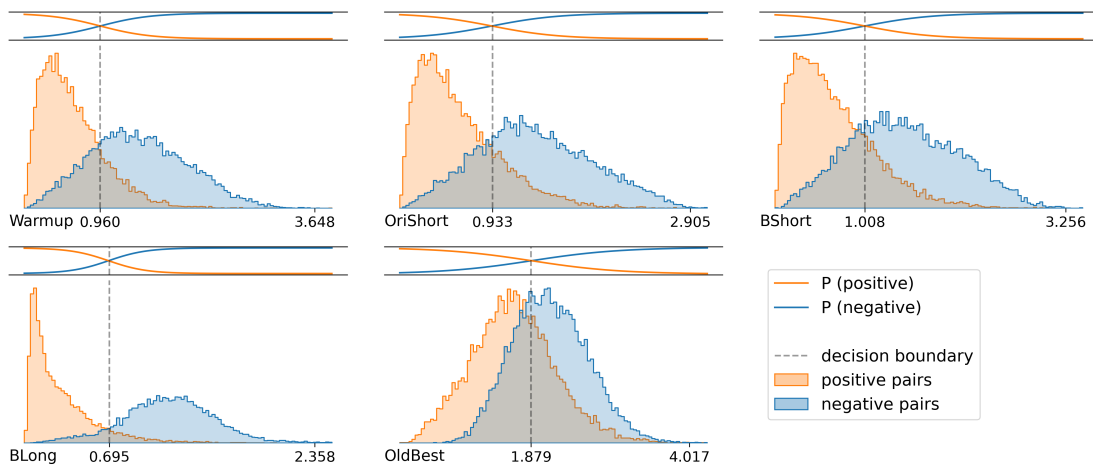 Warmup 0.960 3.648
OriShort 0.933 2.905
BShort 1.008 3.256
BLong 0.695 2.358
OldBest 1.879 4.017
P (positive)
P (negative)
decision boundary
positive pairs
negative pairs